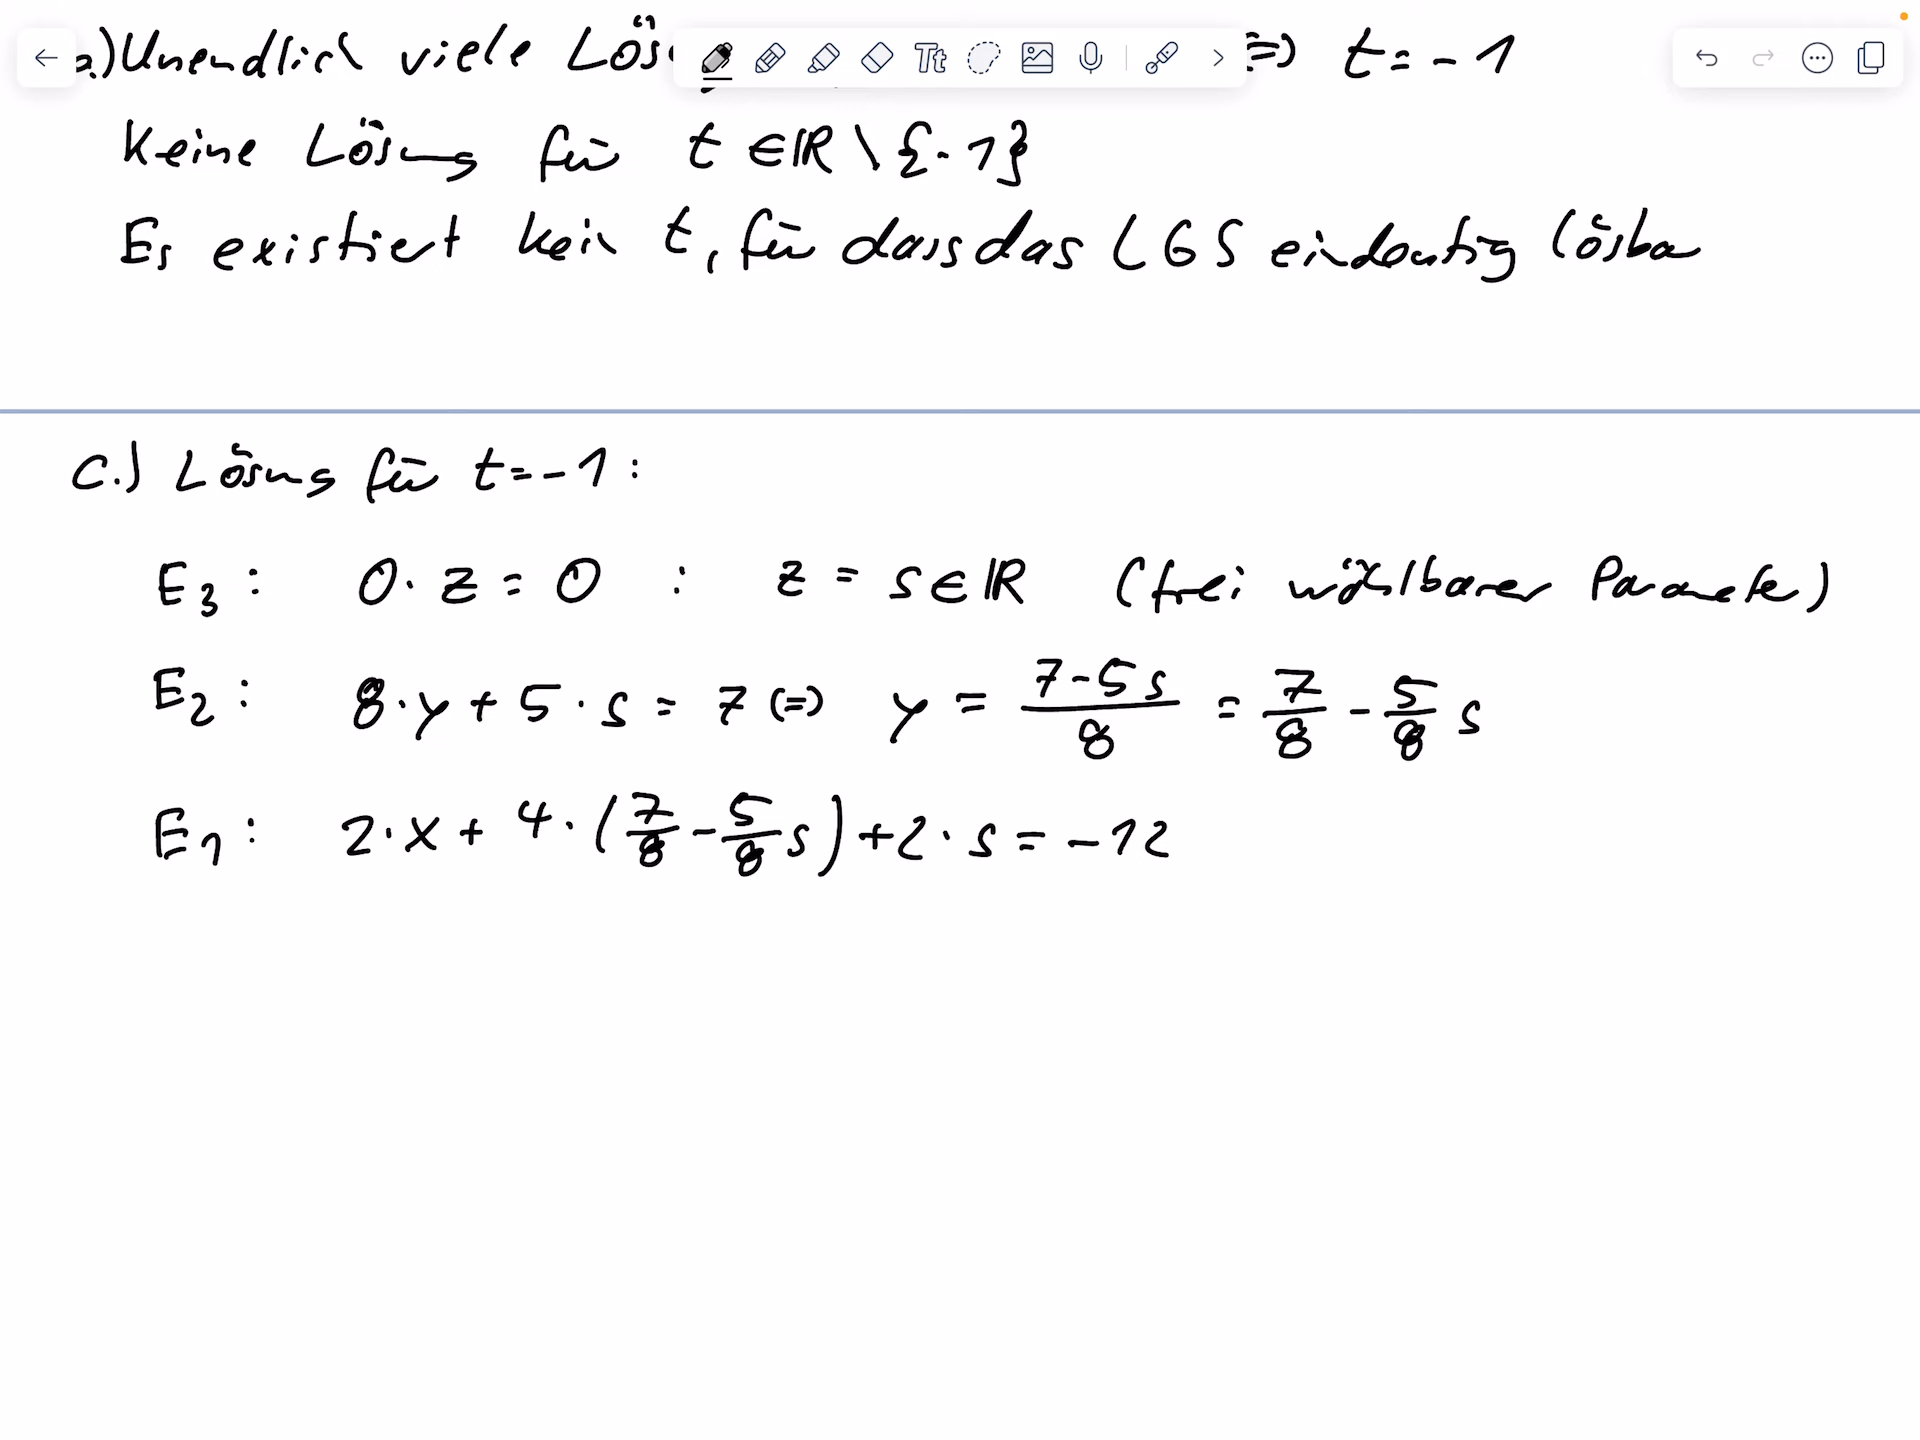 a.) Unendlich viele Lös <=> t = -1
Keine Lösung für t ∈ ℝ \ {-1}
Es existiert kein t, für dass das LGS eindeutig lösbar
c.) Lösung für t = -1 :
E₃ : 0 · z = 0 : z = s ∈ ℝ (frei wählbarer Parameter)
E₂ : 8 · y + 5 · s = 7 <=> y = (7 - 5s)/8 = 7/8 - 5/8 s
E₁ : 2 · x + 4 · (7/8 - 5/8 s) + 2 · s = -12